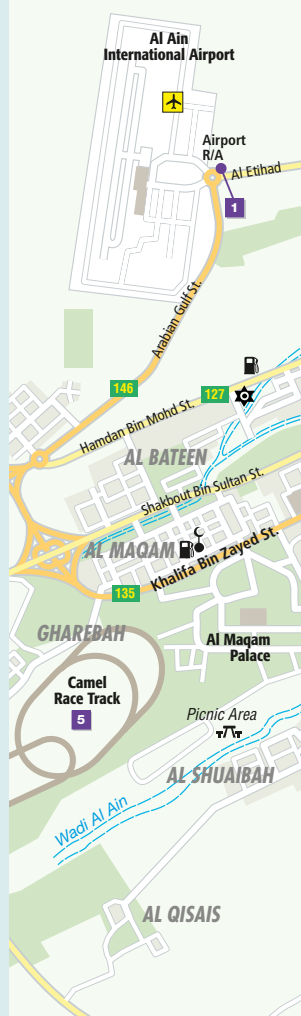 Al Ain
International Airport
Airport
R/A
Al Etihad
1
Arabian Gulf St.
146
127
Hamdan Bin Mohd St.
AL BATEEN
Shakbout Bin Sultan St.
AL MAQAM
Khalifa Bin Zayed St.
135
GHAREBAH
Al Maqam
Palace
Camel
Race Track
5
Picnic Area
AL SHUAIBAH
Wadi Al Ain
AL QISAIS